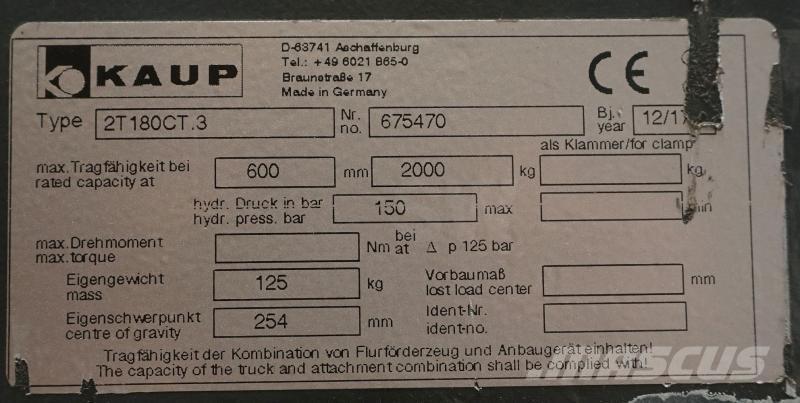 KAUP
D-63741 Aschaffenburg
Tel.: +49 6021 865-0
Braunstraße 17
Made in Germany
CE
Type 2T180CT.3 Nr. no. 675470 Bj. year 12/17
als Klammer/for clamp
max.Tragfähigkeit bei
rated capacity at 600 mm 2000 kg kg
hydr. Druck in bar
hydr. press. bar 150 max
max.Drehmoment
max.torque Nm bei at Δ p 125 bar
Eigengewicht
mass 125 kg Vorbaumaß
lost load center mm
Eigenschwerpunkt
centre of gravity 254 mm Ident-Nr.
ident-no.
Tragfähigkeit der Kombination von Flurförderzeug und Anbaugerät einhalten!
The capacity of the truck and attachment combination shall be complied with!
MASCUS